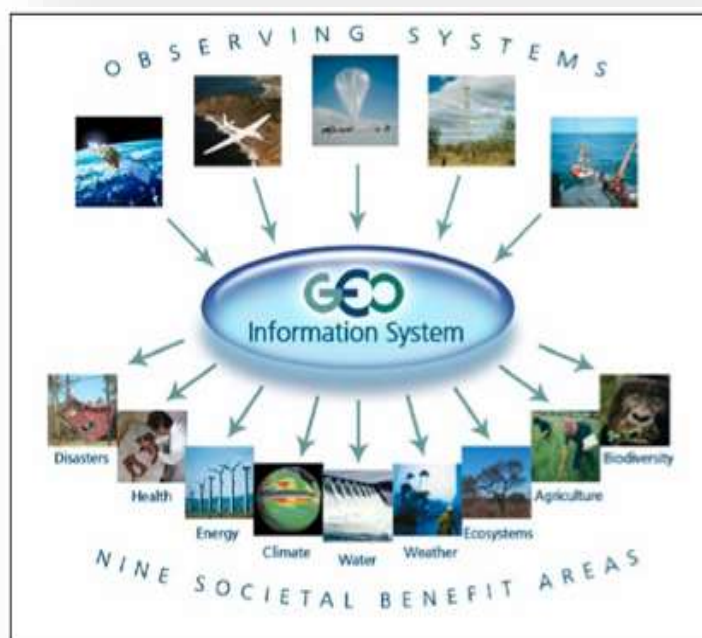 OBSERVING SYSTEMS
GEO
Information System
Disasters
Health
Energy
Climate
Water
Weather
Ecosystems
Agriculture
Biodiversity
NINE SOCIETAL BENEFIT AREAS